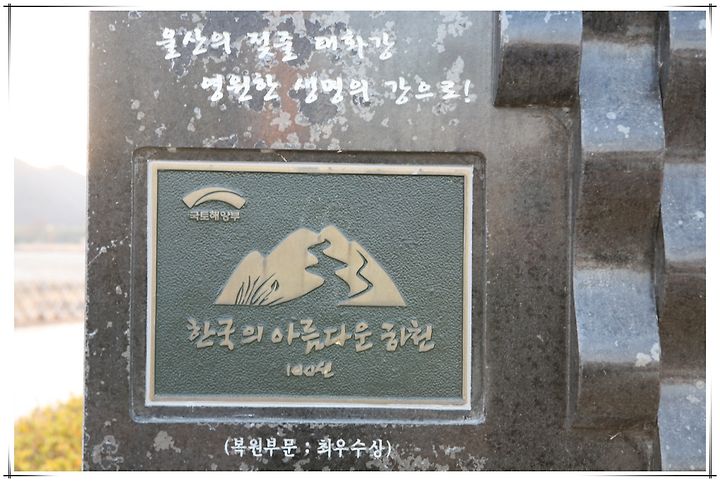 울산의 젖줄 태화강
영원한 생명의 강으로!
국토해양부
한국의 아름다운 하천
100선
(복원부문 ; 최우수상)